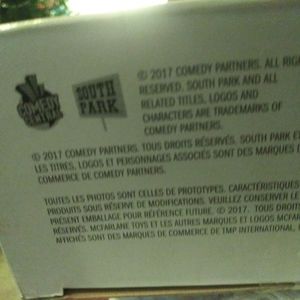 COMEDY
CENTRAL
SOUTH
PARK
© 2017 COMEDY PARTNERS. ALL RIG
RESERVED. SOUTH PARK AND ALL
RELATED TITLES, LOGOS AND
CHARACTERS ARE TRADEMARKS OF
COMEDY PARTNERS.
© 2017 COMEDY PARTNERS. TOUS DROITS RÉSERVÉS. SOUTH PARK E
LES TITRES, LOGOS ET PERSONNAGES ASSOCIÉS SONT DES MARQUES
COMMERCE DE COMEDY PARTNERS.
TOUTES LES PHOTOS SONT CELLES DE PROTOTYPES. CARACTÉRISTIQUES
PRODUITS SOUS RÉSERVE DE MODIFICATIONS. VEUILLEZ CONSERVER LE
PRÉSENT EMBALLAGE POUR RÉFÉRENCE FUTURE. © 2017. TOUS DROITS
RÉSERVÉS. MCFARLANE TOYS ET LES AUTRES MARQUES ET LOGOS MCFAR
AFFICHÉS SONT DES MARQUES DE COMMERCE DE TMP INTERNATIONAL,